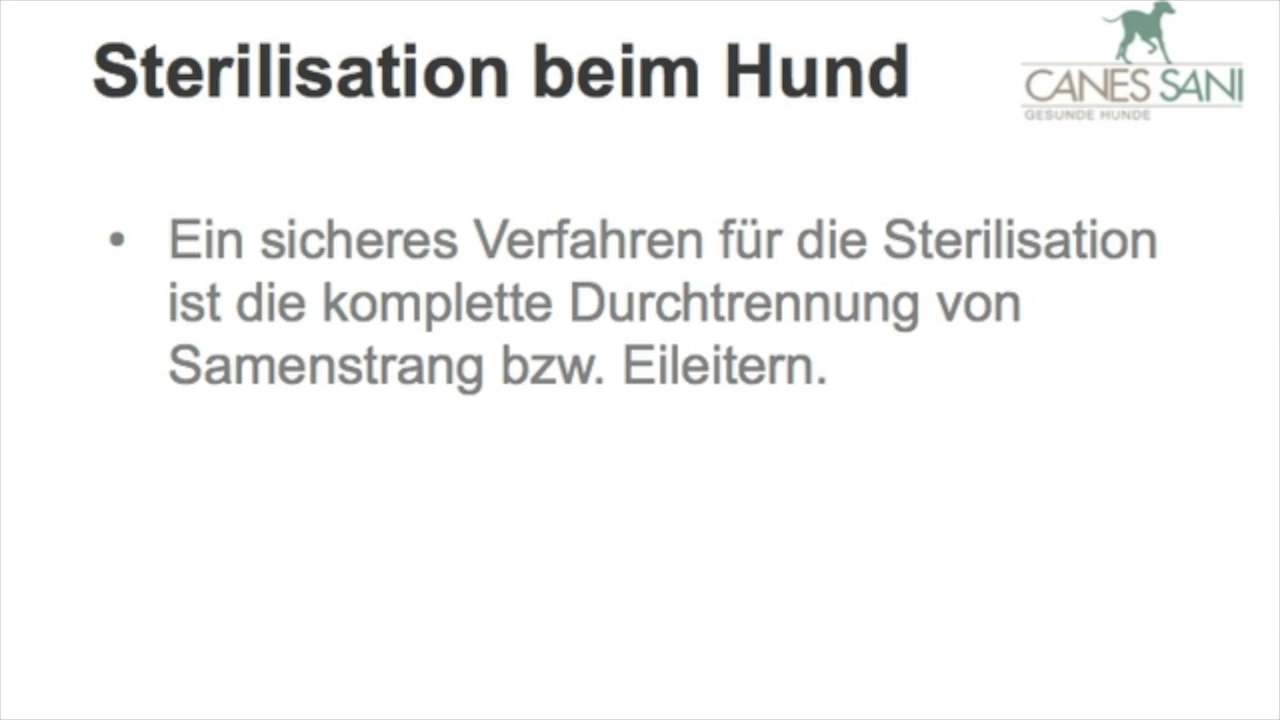 Sterilisation beim Hund
CANES SANI
GESUNDE HUNDE
• Ein sicheres Verfahren für die Sterilisation
ist die komplette Durchtrennung von
Samenstrang bzw. Eileitern.